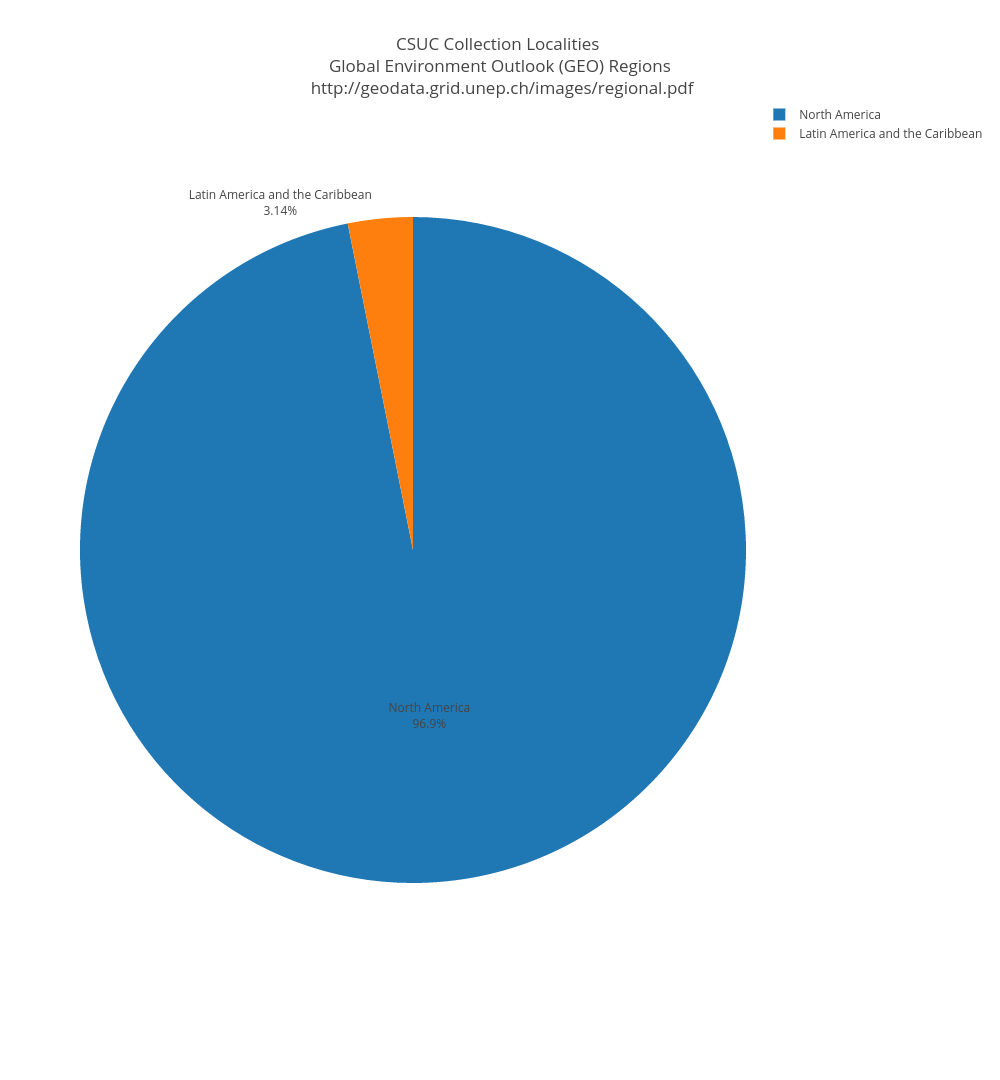 CSUC Collection Localities
Global Environment Outlook (GEO) Regions
http://geodata.grid.unep.ch/images/regional.pdf
North America
Latin America and the Caribbean
Latin America and the Caribbean
3.14%
North America
96.9%